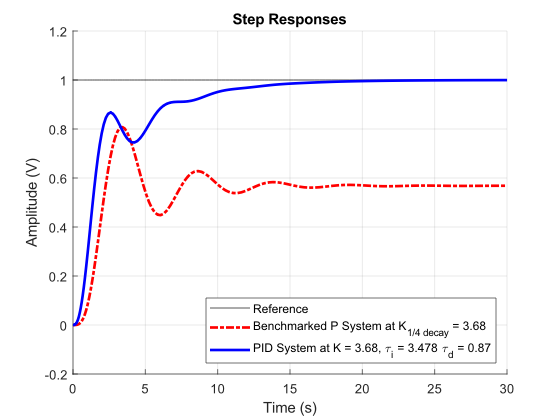 Step Responses
1.2
1
0.8
0.6
0.4
0.2
0
-0.2
Amplitude (V)
Reference
Benchmarked P System at K1/4 decay = 3.68
PID System at K = 3.68, τi = 3.478 τd = 0.87
0 5 10 15 20 25 30
Time (s)